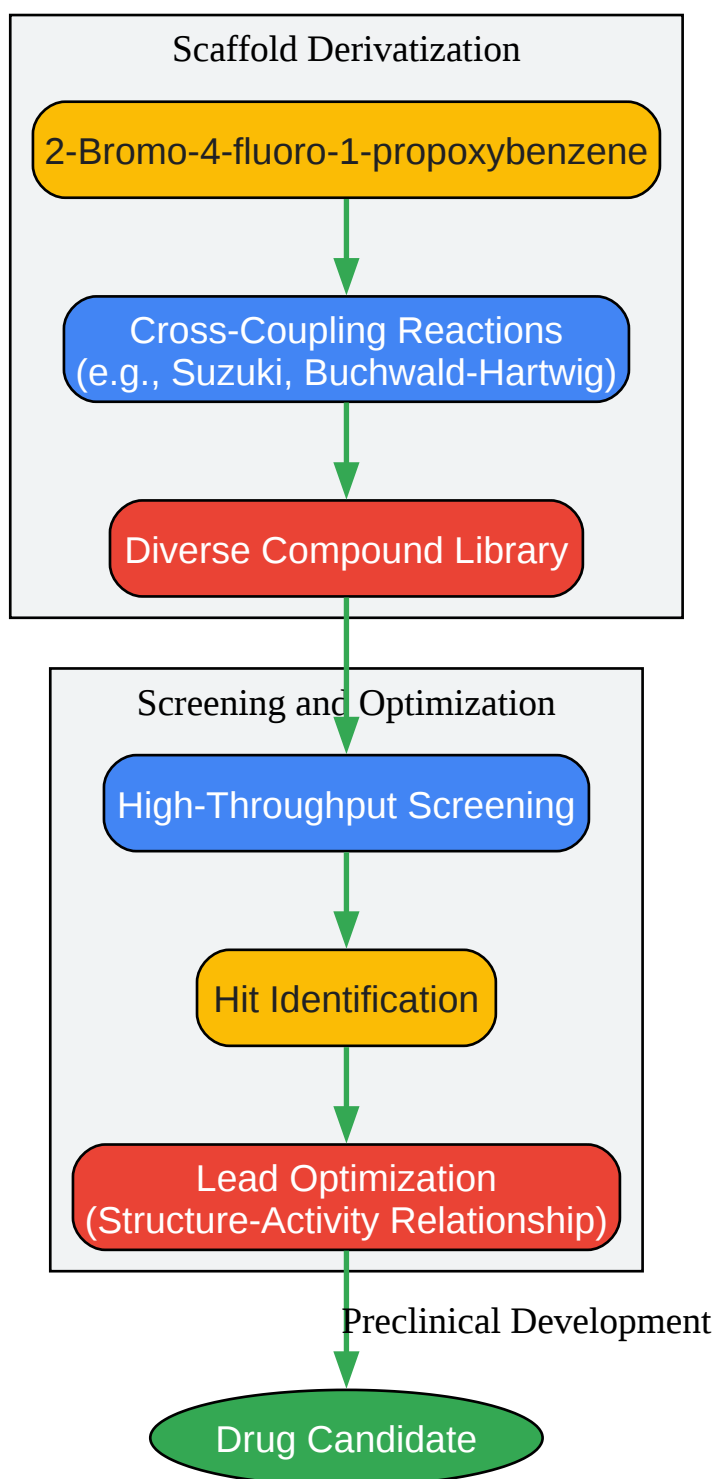 Scaffold Derivatization
2-Bromo-4-fluoro-1-propoxybenzene
Cross-Coupling Reactions
(e.g., Suzuki, Buchwald-Hartwig)
Diverse Compound Library
Screening and Optimization
High-Throughput Screening
Hit Identification
Lead Optimization
(Structure-Activity Relationship)
Preclinical Development
Drug Candidate